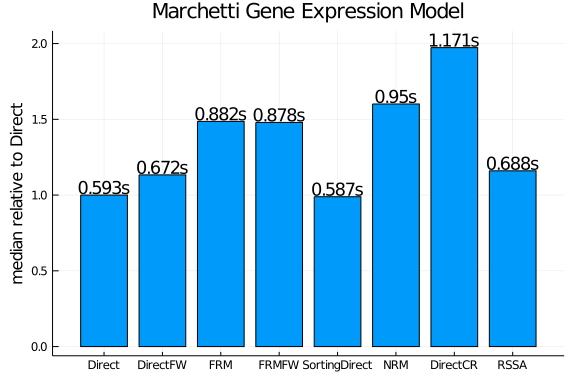 Marchetti Gene Expression Model
median relative to Direct
2.0
1.5
1.0
0.5
0.0
0.593s
0.672s
0.882s
0.878s
0.587s
0.95s
1.171s
0.688s
Direct DirectFW FRM FRMFW SortingDirect NRM DirectCR RSSA